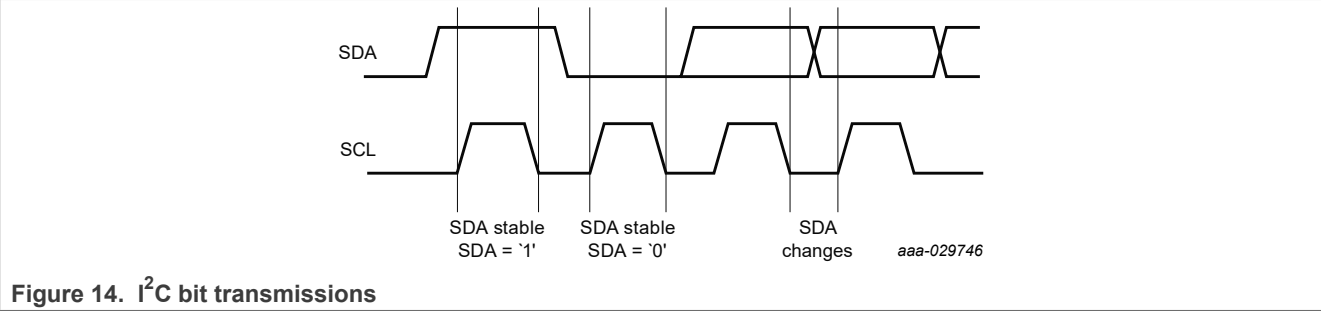 SDA
SCL
SDA stable
SDA = `1'
SDA stable
SDA = `0'
SDA
changes
aaa-029746
Figure 14. I²C bit transmissions